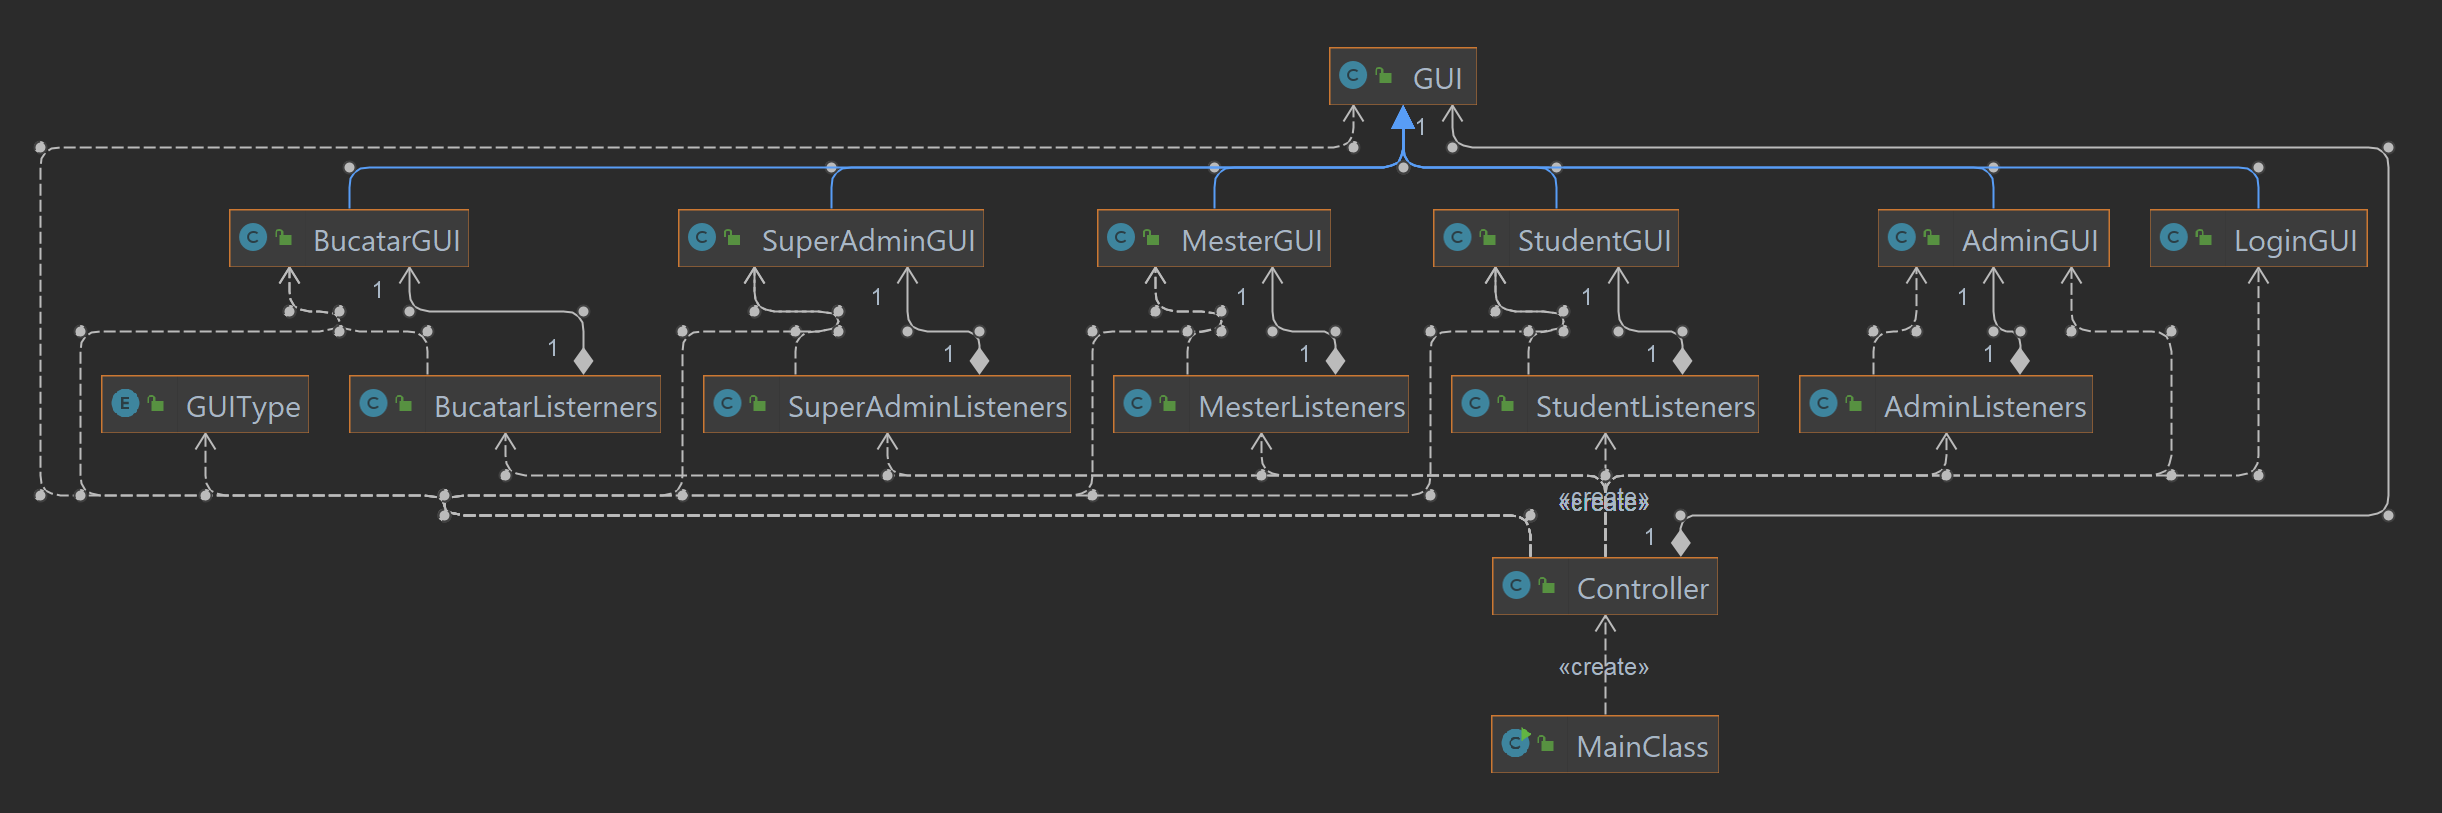 C GUI
1
C BucatarGUI
C SuperAdminGUI
C MesterGUI
C StudentGUI
C AdminGUI
C LoginGUI
1
1
1
1
1
1
1
1
1
1
E GUIType
C BucatarListerners
C SuperAdminListeners
C MesterListeners
C StudentListeners
C AdminListeners
«create»
«create»
1
C Controller
«create»
C MainClass